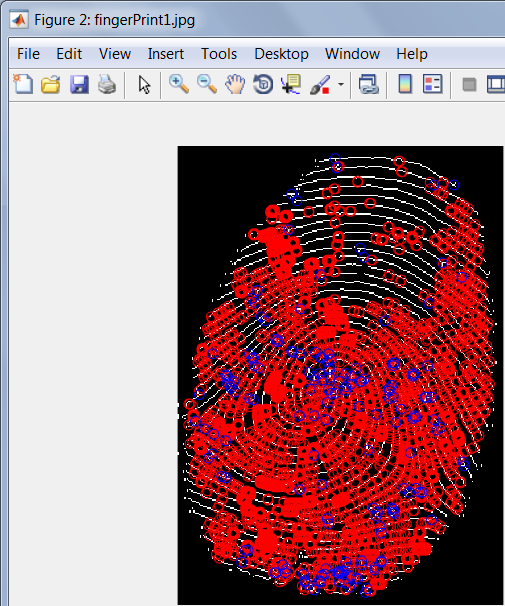 Figure 2: fingerPrint1.jpg
File Edit View Insert Tools Desktop Window Help